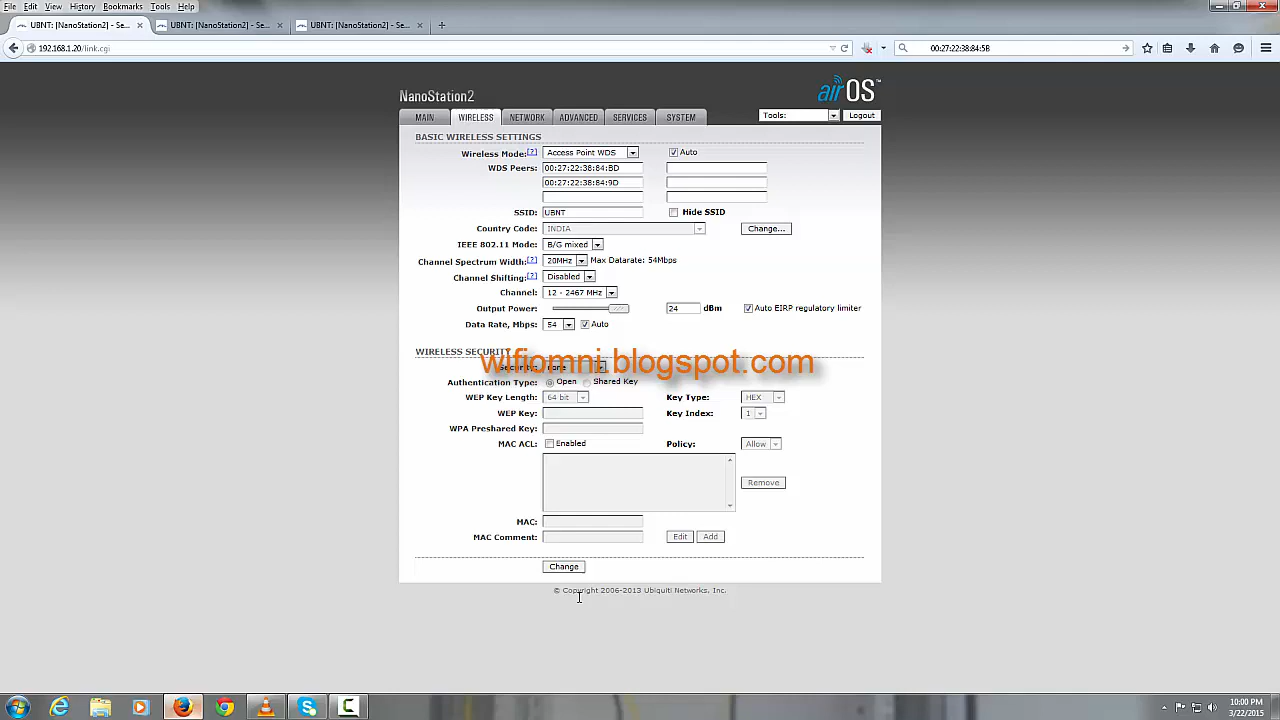 File Edit View History Bookmarks Tools Help
UBNT: [NanoStation2] - Se... × UBNT: [NanoStation2] - Se... × UBNT: [NanoStation2] - Se... × +
192.168.1.20/link.cgi 00:27:22:38:84:5B
NanoStation2 airOS™
MAIN WIRELESS NETWORK ADVANCED SERVICES SYSTEM Tools: Logout
BASIC WIRELESS SETTINGS
Wireless Mode:[?] Access Point WDS Auto
WDS Peers: 00:27:22:38:84:BD
00:27:22:38:84:9D
SSID: UBNT Hide SSID
Country Code: INDIA Change...
IEEE 802.11 Mode: B/G mixed
Channel Spectrum Width:[?] 20MHz Max Datarate: 54Mbps
Channel Shifting:[?] Disabled
Channel: 12 - 2467 MHz
Output Power: 24 dBm Auto EIRP regulatory limiter
Data Rate, Mbps: 54 Auto
WIRELESS SECURITY
wifiomni.blogspot.com
Security: none
Authentication Type: Open Shared Key
WEP Key Length: 64 bit Key Type: HEX
WEP Key: Key Index: 1
WPA Preshared Key:
MAC ACL: Enabled Policy: Allow
Remove
MAC:
MAC Comment: Edit Add
Change
© Copyright 2006-2013 Ubiquiti Networks, Inc.
10:00 PM
3/22/2015